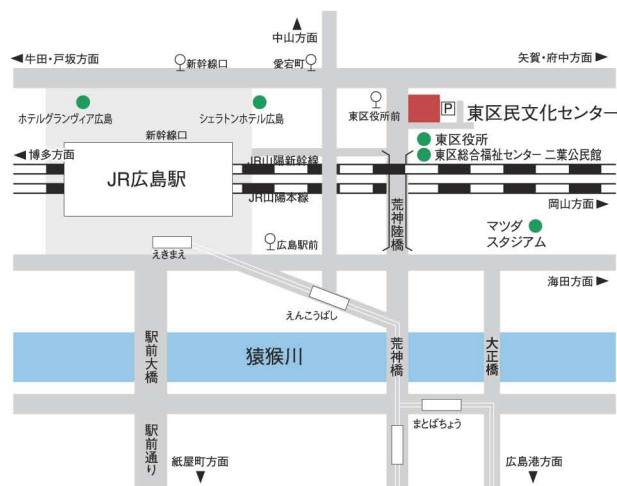 中山方面
牛田・戸坂方面
新幹線口
愛宕町
矢賀・府中方面
ホテルグランヴィア広島
シェラトンホテル広島
東区役所前
P
東区民文化センター
新幹線口
東区役所
博多方面
JR山陽新幹線
東区総合福祉センター 二葉公民館
JR広島駅
JR山陽本線
荒神陸橋
岡山方面
マツダ
スタジアム
えきまえ
広島駅前
海田方面
えんこうばし
駅前大橋
猿猴川
荒神橋
大正橋
まとばちょう
駅前通り
紙屋町方面
広島港方面